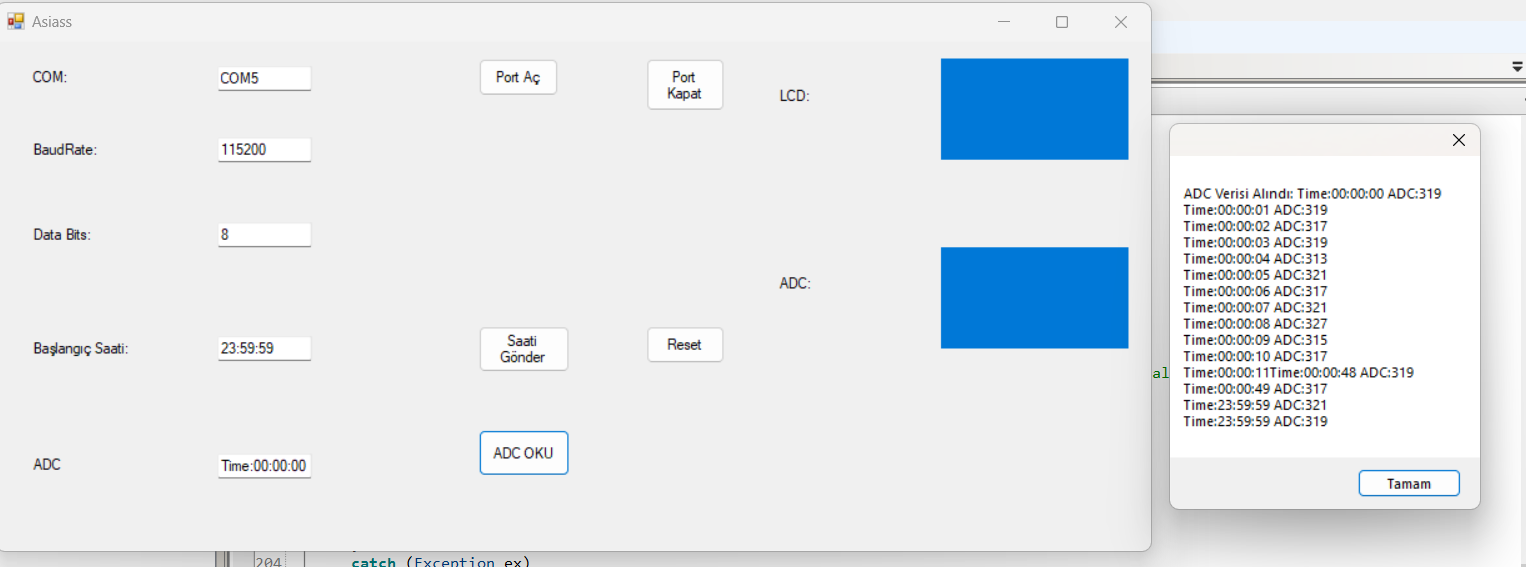 Asiass
COM:
COM5
Port Aç
Port
Kapat
LCD:
BaudRate:
115200
Data Bits:
8
ADC:
Başlangıç Saati:
23:59:59
Saati
Gönder
Reset
ADC
Time:00:00:00
ADC OKU
ADC Verisi Alındı: Time:00:00:00 ADC:319
Time:00:00:01 ADC:319
Time:00:00:02 ADC:317
Time:00:00:03 ADC:319
Time:00:00:04 ADC:313
Time:00:00:05 ADC:321
Time:00:00:06 ADC:317
Time:00:00:07 ADC:321
Time:00:00:08 ADC:327
Time:00:00:09 ADC:315
Time:00:00:10 ADC:317
Time:00:00:11Time:00:00:48 ADC:319
Time:00:00:49 ADC:317
Time:23:59:59 ADC:321
Time:23:59:59 ADC:319
Tamam
al
204 catch (Exception ex)